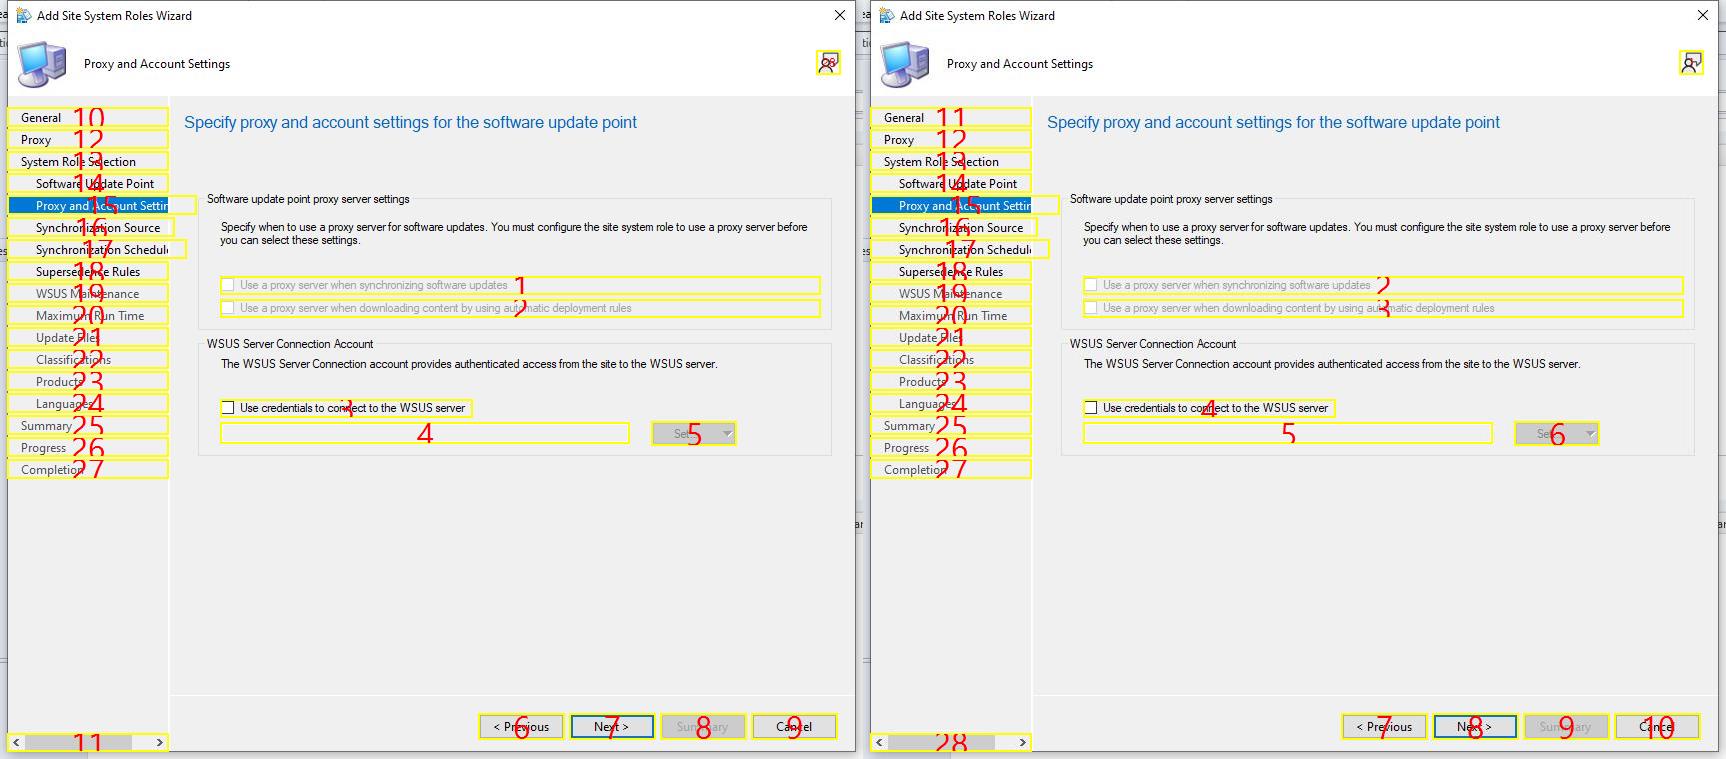 Add Site System Roles Wizard
Proxy and Account Settings
28
General 10
Proxy 12
System Role Selection 13
Software Update Point 14
Proxy and Account Settin 15
Synchronization Source 16
Synchronization Schedule 17
Supersedence Rules 18
WSUS Maintenance 19
Maximum Run Time 20
Update Files 21
Classifications 22
Products 23
Languages 24
Summary 25
Progress 26
Completion 27
11
Specify proxy and account settings for the software update point
Software update point proxy server settings
Specify when to use a proxy server for software updates. You must configure the site system role to use a proxy server before
you can select these settings.
Use a proxy server when synchronizing software updates 1
Use a proxy server when downloading content by using automatic deployment rules 2
WSUS Server Connection Account
The WSUS Server Connection account provides authenticated access from the site to the WSUS server.
Use credentials to connect to the WSUS server 3
4
Set... 5
< Previous 6
Next > 7
Summary 8
Cancel 9
Add Site System Roles Wizard
Proxy and Account Settings
1
General 11
Proxy 12
System Role Selection 13
Software Update Point 14
Proxy and Account Settin 15
Synchronization Source 16
Synchronization Schedule 17
Supersedence Rules 18
WSUS Maintenance 19
Maximum Run Time 20
Update Files 21
Classifications 22
Products 23
Languages 24
Summary 25
Progress 26
Completion 27
28
Specify proxy and account settings for the software update point
Software update point proxy server settings
Specify when to use a proxy server for software updates. You must configure the site system role to use a proxy server before
you can select these settings.
Use a proxy server when synchronizing software updates 2
Use a proxy server when downloading content by using automatic deployment rules 3
WSUS Server Connection Account
The WSUS Server Connection account provides authenticated access from the site to the WSUS server.
Use credentials to connect to the WSUS server 4
5
Set... 6
< Previous 7
Next > 8
Summary 9
Cancel 10